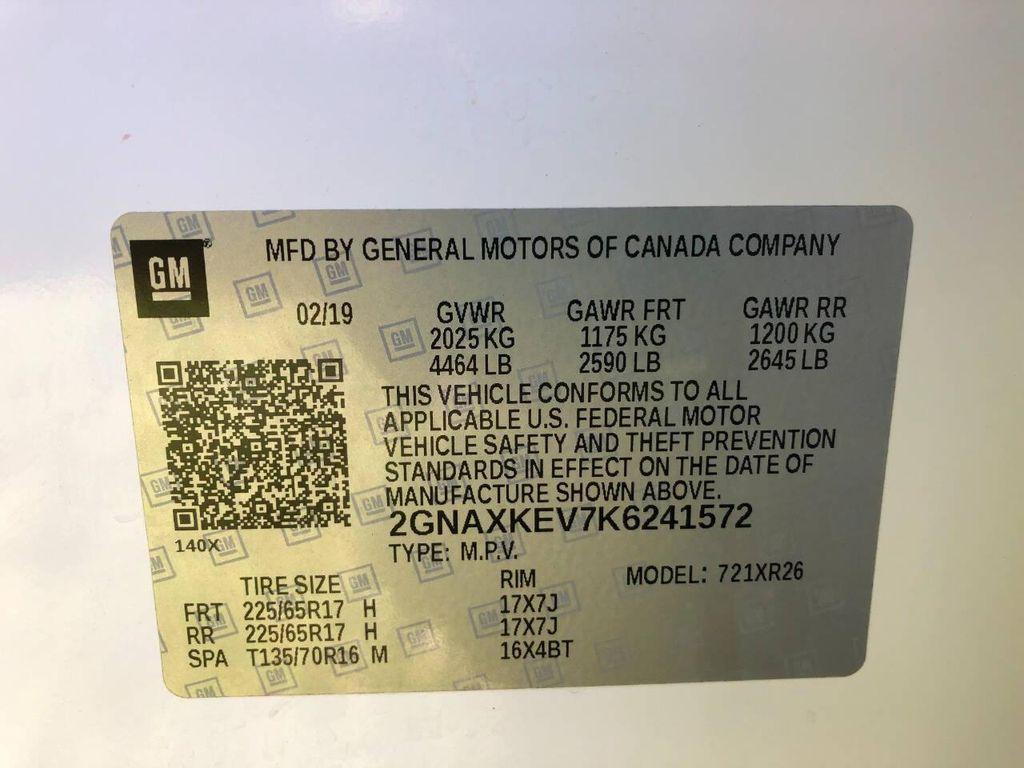 GM
MFD BY GENERAL MOTORS OF CANADA COMPANY
02/19 GVWR GAWR FRT GAWR RR
2025 KG 1175 KG 1200 KG
4464 LB 2590 LB 2645 LB
THIS VEHICLE CONFORMS TO ALL
APPLICABLE U.S. FEDERAL MOTOR
VEHICLE SAFETY AND THEFT PREVENTION
STANDARDS IN EFFECT ON THE DATE OF
MANUFACTURE SHOWN ABOVE.
2GNAXKEV7K6241572
140X
TYPE: M.P.V.
TIRE SIZE RIM MODEL: 721XR26
FRT 225/65R17 H 17X7J
RR 225/65R17 H 17X7J
SPA T135/70R16 M 16X4BT